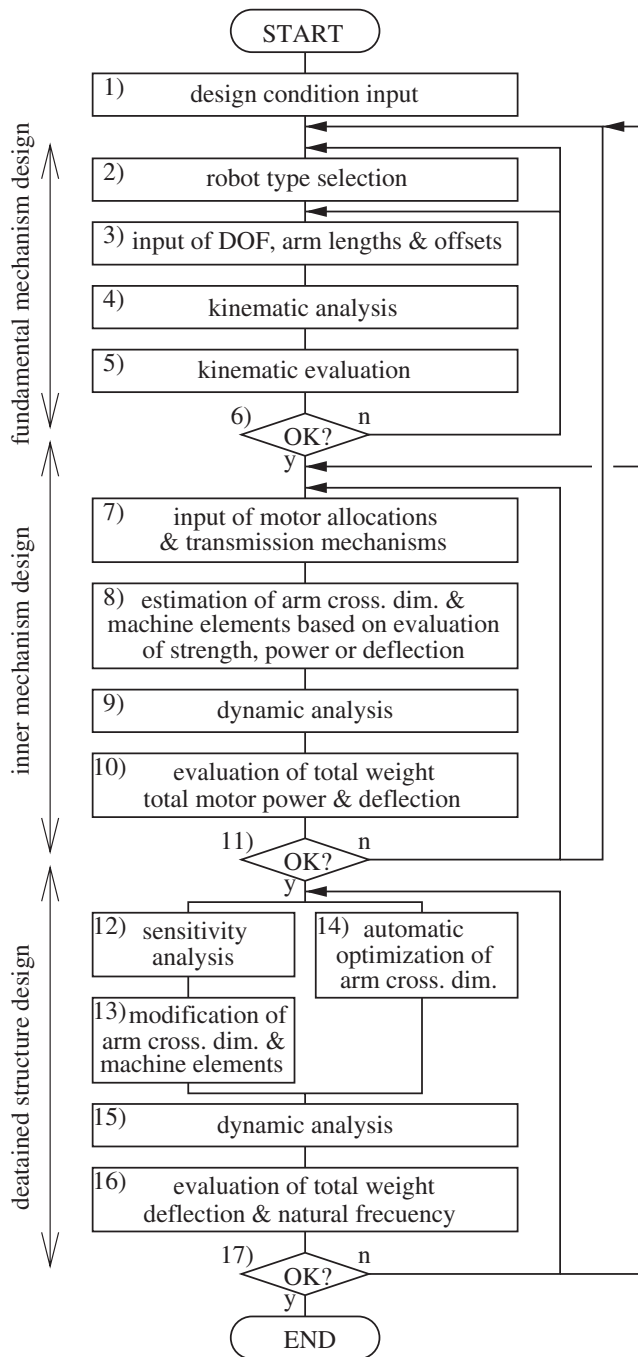 START
1) design condition input
2) robot type selection
3) input of DOF, arm lengths & offsets
4) kinematic analysis
5) kinematic evaluation
6) OK? n
y
fundamental mechanism design
7) input of motor allocations
& transmission mechanisms
8) estimation of arm cross. dim. &
machine elements based on evaluation
of strength, power or deflection
9) dynamic analysis
10) evaluation of total weight
total motor power & deflection
11) OK? n
y
inner mechanism design
12) sensitivity
analysis
13) modification of
arm cross. dim. &
machine elements
14) automatic
optimization of
arm cross. dim.
15) dynamic analysis
16) evaluation of total weight
deflection & natural frecuency
17) OK? n
y
deatained structure design
END